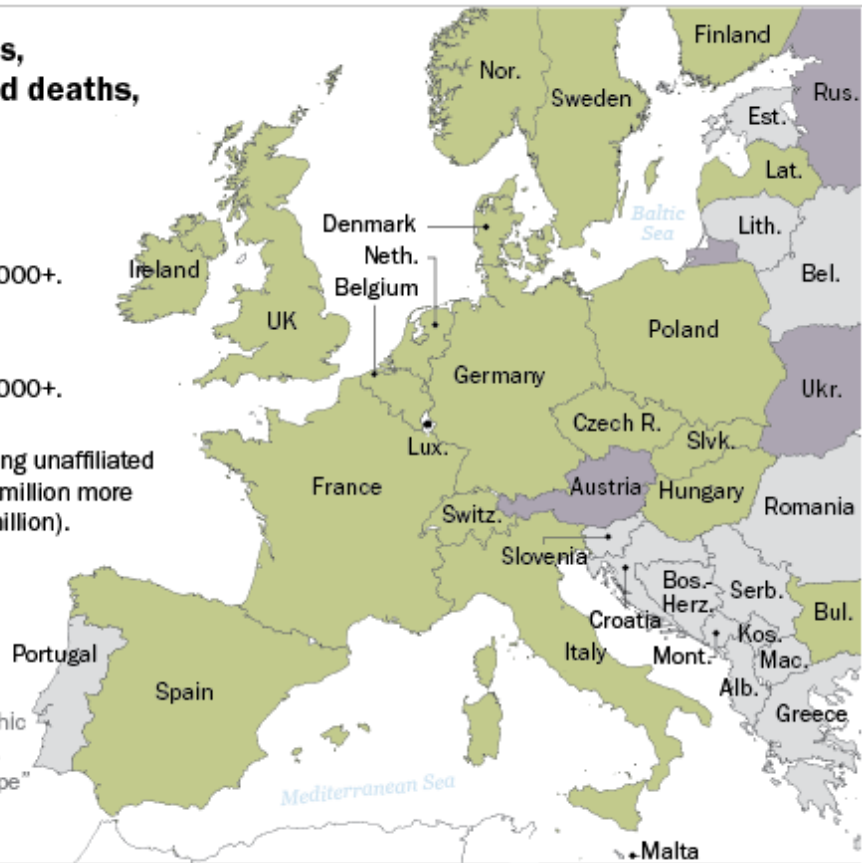 s,
d deaths,
000+.
000+.
ng unaffiliated
million more
illion).
hic
pe"
Finland
Nor.
Sweden
Rus.
Est.
Lat.
Baltic
Sea
Lith.
Denmark
Neth.
Belgium
Bel.
Ireland
UK
Poland
Germany
Ukr.
Czech R.
Slvk.
Lux.
France
Austria
Hungary
Switz.
Romania
Slovenia
Bos.-
Herz.
Serb.
Croatia
Bul.
Kos.
Italy
Mont.
Mac.
Portugal
Alb.
Spain
Greece
Mediterranean Sea
Malta